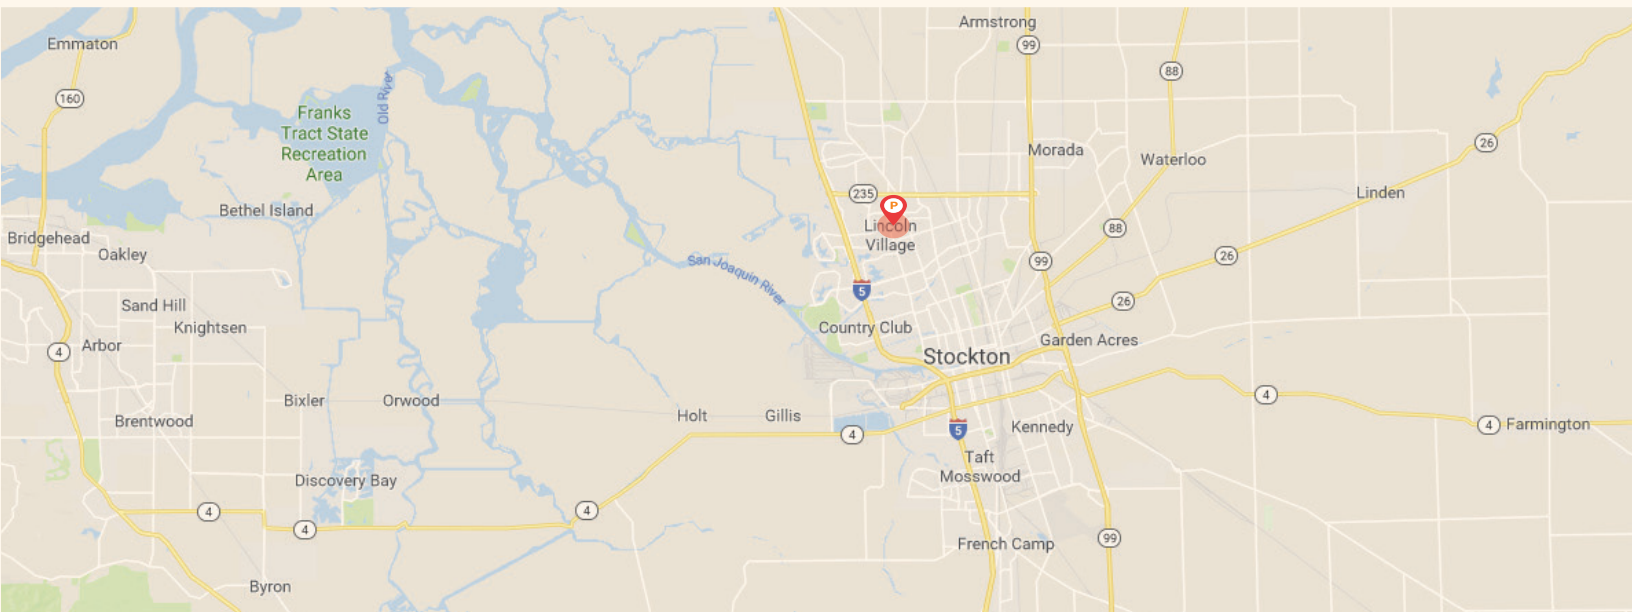 Armstrong
Emmaton
99
88
160
Old River
Franks
Tract State
Recreation
Area
26
Morada
Waterloo
Linden
235
P
Bethel Island
Lincoln
Village
Bridgehead
88
Oakley
26
99
San Joaquin River
5
26
Sand Hill
Knightsen
Country Club
Garden Acres
Arbor
4
Stockton
4
Bixler
Orwood
Holt
Gillis
Brentwood
4
Farmington
Kennedy
5
4
Taft
Mosswood
Discovery Bay
4
4
4
99
French Camp
Byron